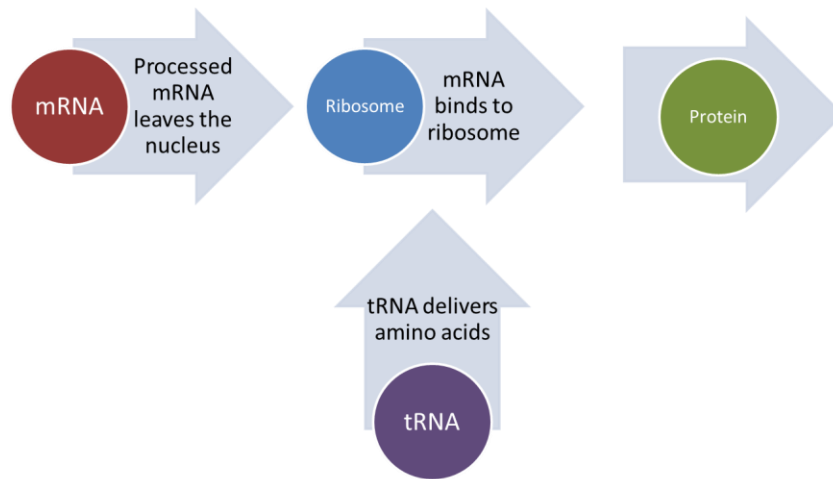 mRNA
Processed
mRNA
leaves the
nucleus
Ribosome
mRNA
binds to
ribosome
Protein
tRNA delivers
amino acids
tRNA